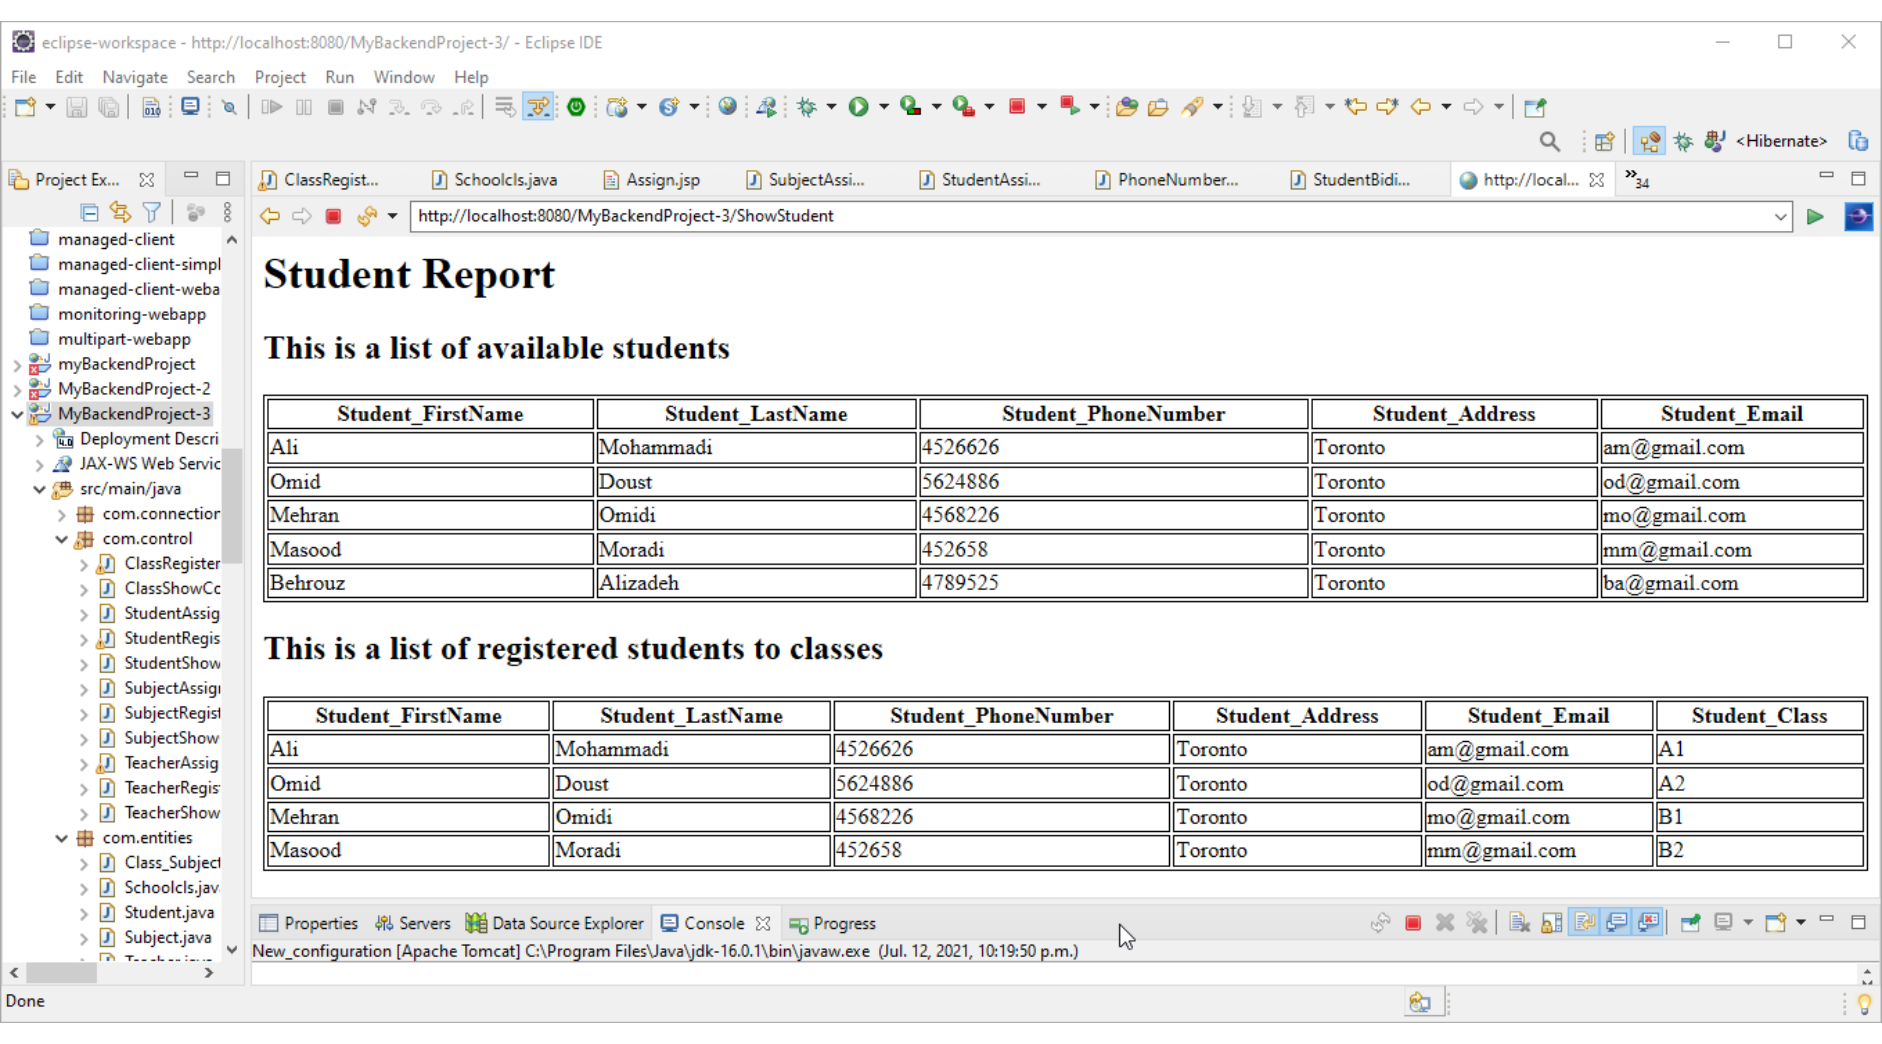 eclipse-workspace - http://localhost:8080/MyBackendProject-3/ - Eclipse IDE
File Edit Navigate Search Project Run Window Help
<Hibernate>
Project Ex...
ClassRegist... Schoolcls.java Assign.jsp SubjectAssi... StudentAssi... PhoneNumber... StudentBidi... http://local... »34
http://localhost:8080/MyBackendProject-3/ShowStudent
managed-client
managed-client-simpl
managed-client-weba
monitoring-webapp
multipart-webapp
myBackendProject
MyBackendProject-2
MyBackendProject-3
Deployment Descri
JAX-WS Web Servic
src/main/java
com.connection
com.control
ClassRegister
ClassShowCo
StudentAssig
StudentRegis
StudentShow
SubjectAssig
SubjectRegist
SubjectShow
TeacherAssig
TeacherRegis
TeacherShow
com.entities
Class_Subject
Schoolcls.jav
Student.java
Subject.java
Student Report
This is a list of available students
Student_FirstName Student_LastName Student_PhoneNumber Student_Address Student_Email
Ali Mohammadi 4526626 Toronto am@gmail.com
Omid Doust 5624886 Toronto od@gmail.com
Mehran Omidi 4568226 Toronto mo@gmail.com
Masood Moradi 452658 Toronto mm@gmail.com
Behrouz Alizadeh 4789525 Toronto ba@gmail.com
This is a list of registered students to classes
Student_FirstName Student_LastName Student_PhoneNumber Student_Address Student_Email Student_Class
Ali Mohammadi 4526626 Toronto am@gmail.com A1
Omid Doust 5624886 Toronto od@gmail.com A2
Mehran Omidi 4568226 Toronto mo@gmail.com B1
Masood Moradi 452658 Toronto mm@gmail.com B2
Properties Servers Data Source Explorer Console Progress
New_configuration [Apache Tomcat] C:\Program Files\Java\jdk-16.0.1\bin\javaw.exe (Jul. 12, 2021, 10:19:50 p.m.)
Done